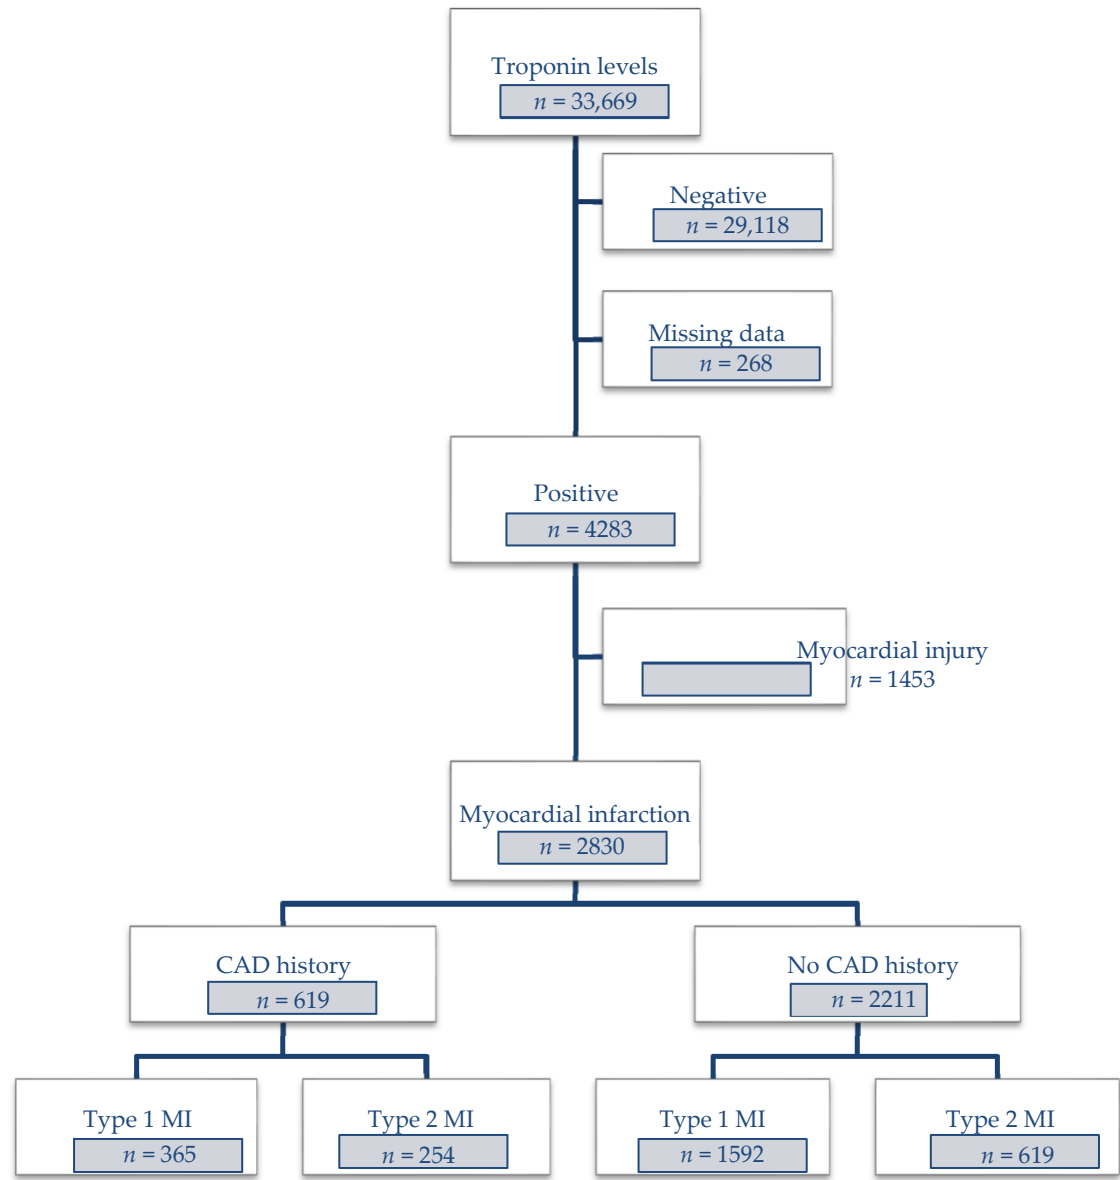 Troponin levels
n = 33,669
Negative
n = 29,118
Missing data
n = 268
Positive
n = 4283
Myocardial injury
n = 1453
Myocardial infarction
n = 2830
CAD history
n = 619
No CAD history
n = 2211
Type 1 MI
n = 365
Type 2 MI
n = 254
Type 1 MI
n = 1592
Type 2 MI
n = 619